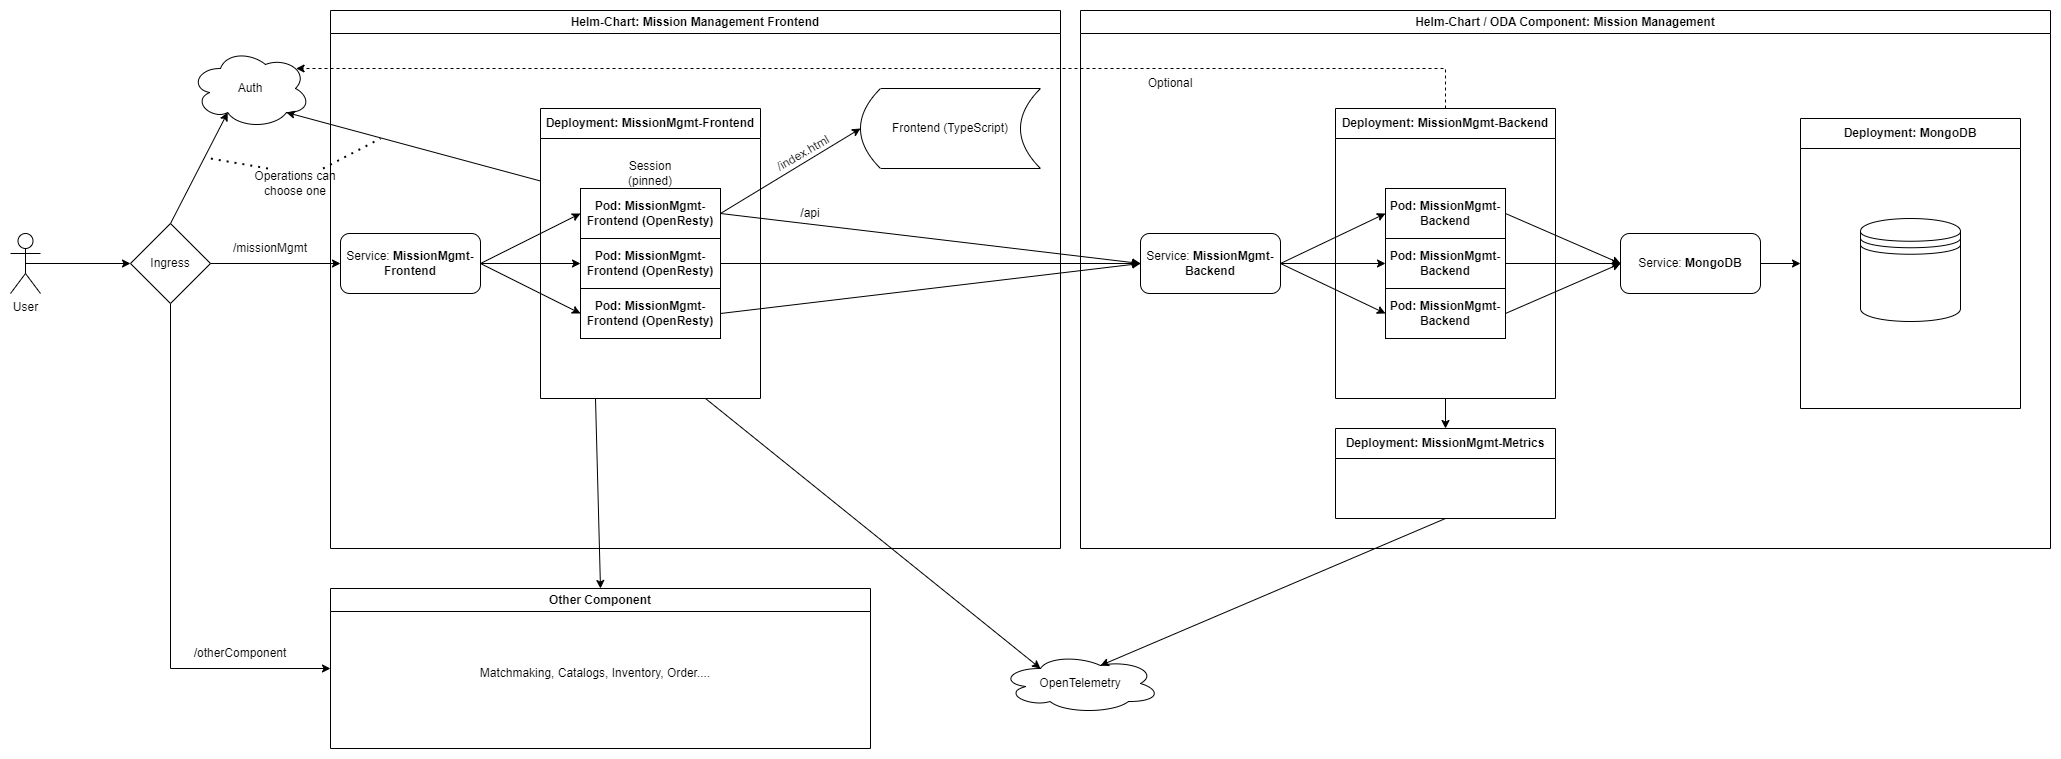 Helm-Chart: Mission Management Frontend
Helm-Chart / ODA Component: Mission Management
Auth
Optional
Deployment: MissionMgmt-Frontend
Frontend (TypeScript)
Deployment: MissionMgmt-Backend
Deployment: MongoDB
/index.html
Session
(pinned)
Operations can
choose one
Pod: MissionMgmt-
Frontend (OpenResty)
/api
Pod: MissionMgmt-
Backend
User
Ingress
/missionMgmt
Service: MissionMgmt-
Frontend
Pod: MissionMgmt-
Frontend (OpenResty)
Service: MissionMgmt-
Backend
Pod: MissionMgmt-
Backend
Service: MongoDB
Pod: MissionMgmt-
Frontend (OpenResty)
Pod: MissionMgmt-
Backend
Deployment: MissionMgmt-Metrics
Other Component
/otherComponent
Matchmaking, Catalogs, Inventory, Order....
OpenTelemetry